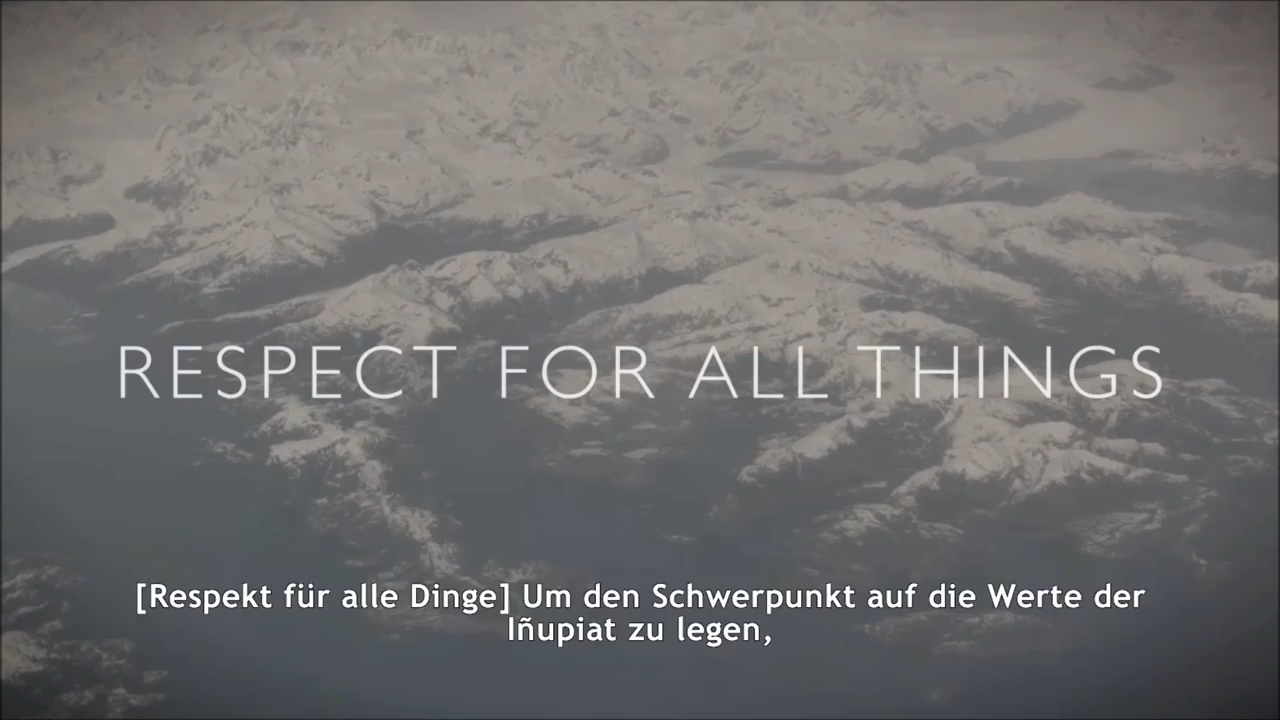 RESPECT FOR ALL THINGS
[Respekt für alle Dinge] Um den Schwerpunkt auf die Werte der
Iñupiat zu legen,